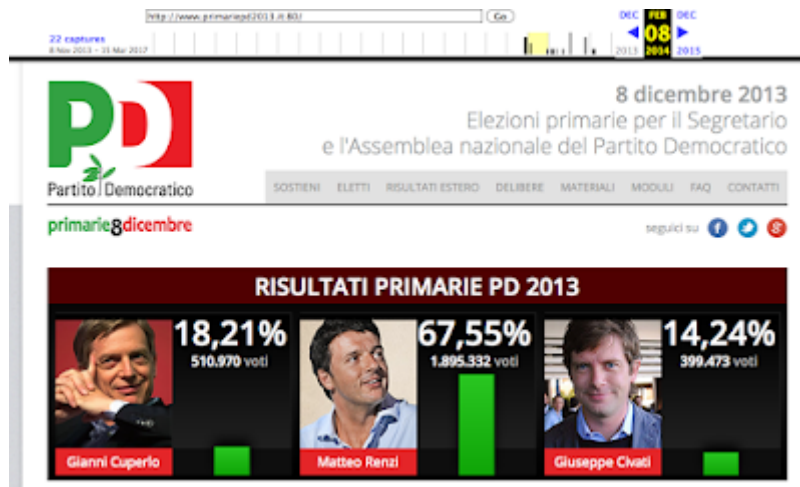 http://www.primariepd2013.it:80/ Go
DEC FEB DEC
22 captures
08
8 Nov 2013 - 15 Mar 2017
2013 2014 2015
PD
Partito Democratico
primarie8dicembre
8 dicembre 2013
Elezioni primarie per il Segretario
e l'Assemblea nazionale del Partito Democratico
SOSTIENI ELETTI RISULTATI ESTERO DELIBERE MATERIALI MODULI FAQ CONTATTI
seguici su
RISULTATI PRIMARIE PD 2013
18,21%
510.970 voti
Gianni Cuperlo
67,55%
1.895.332 voti
Matteo Renzi
14,24%
399.473 voti
Giuseppe Civati